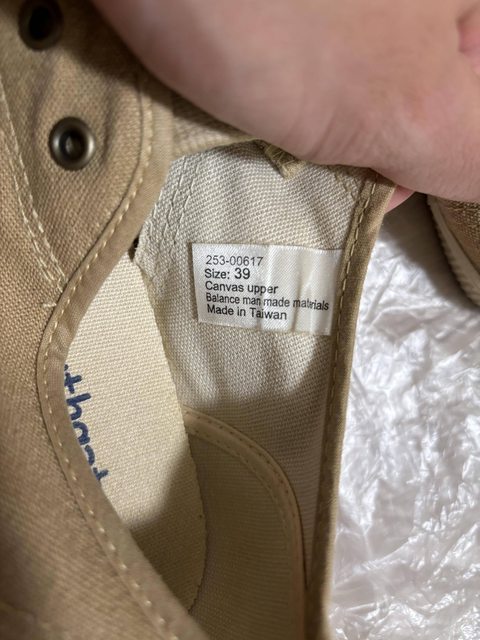 253-00617
Size: 39
Canvas upper
Balance man made materials
Made in Taiwan